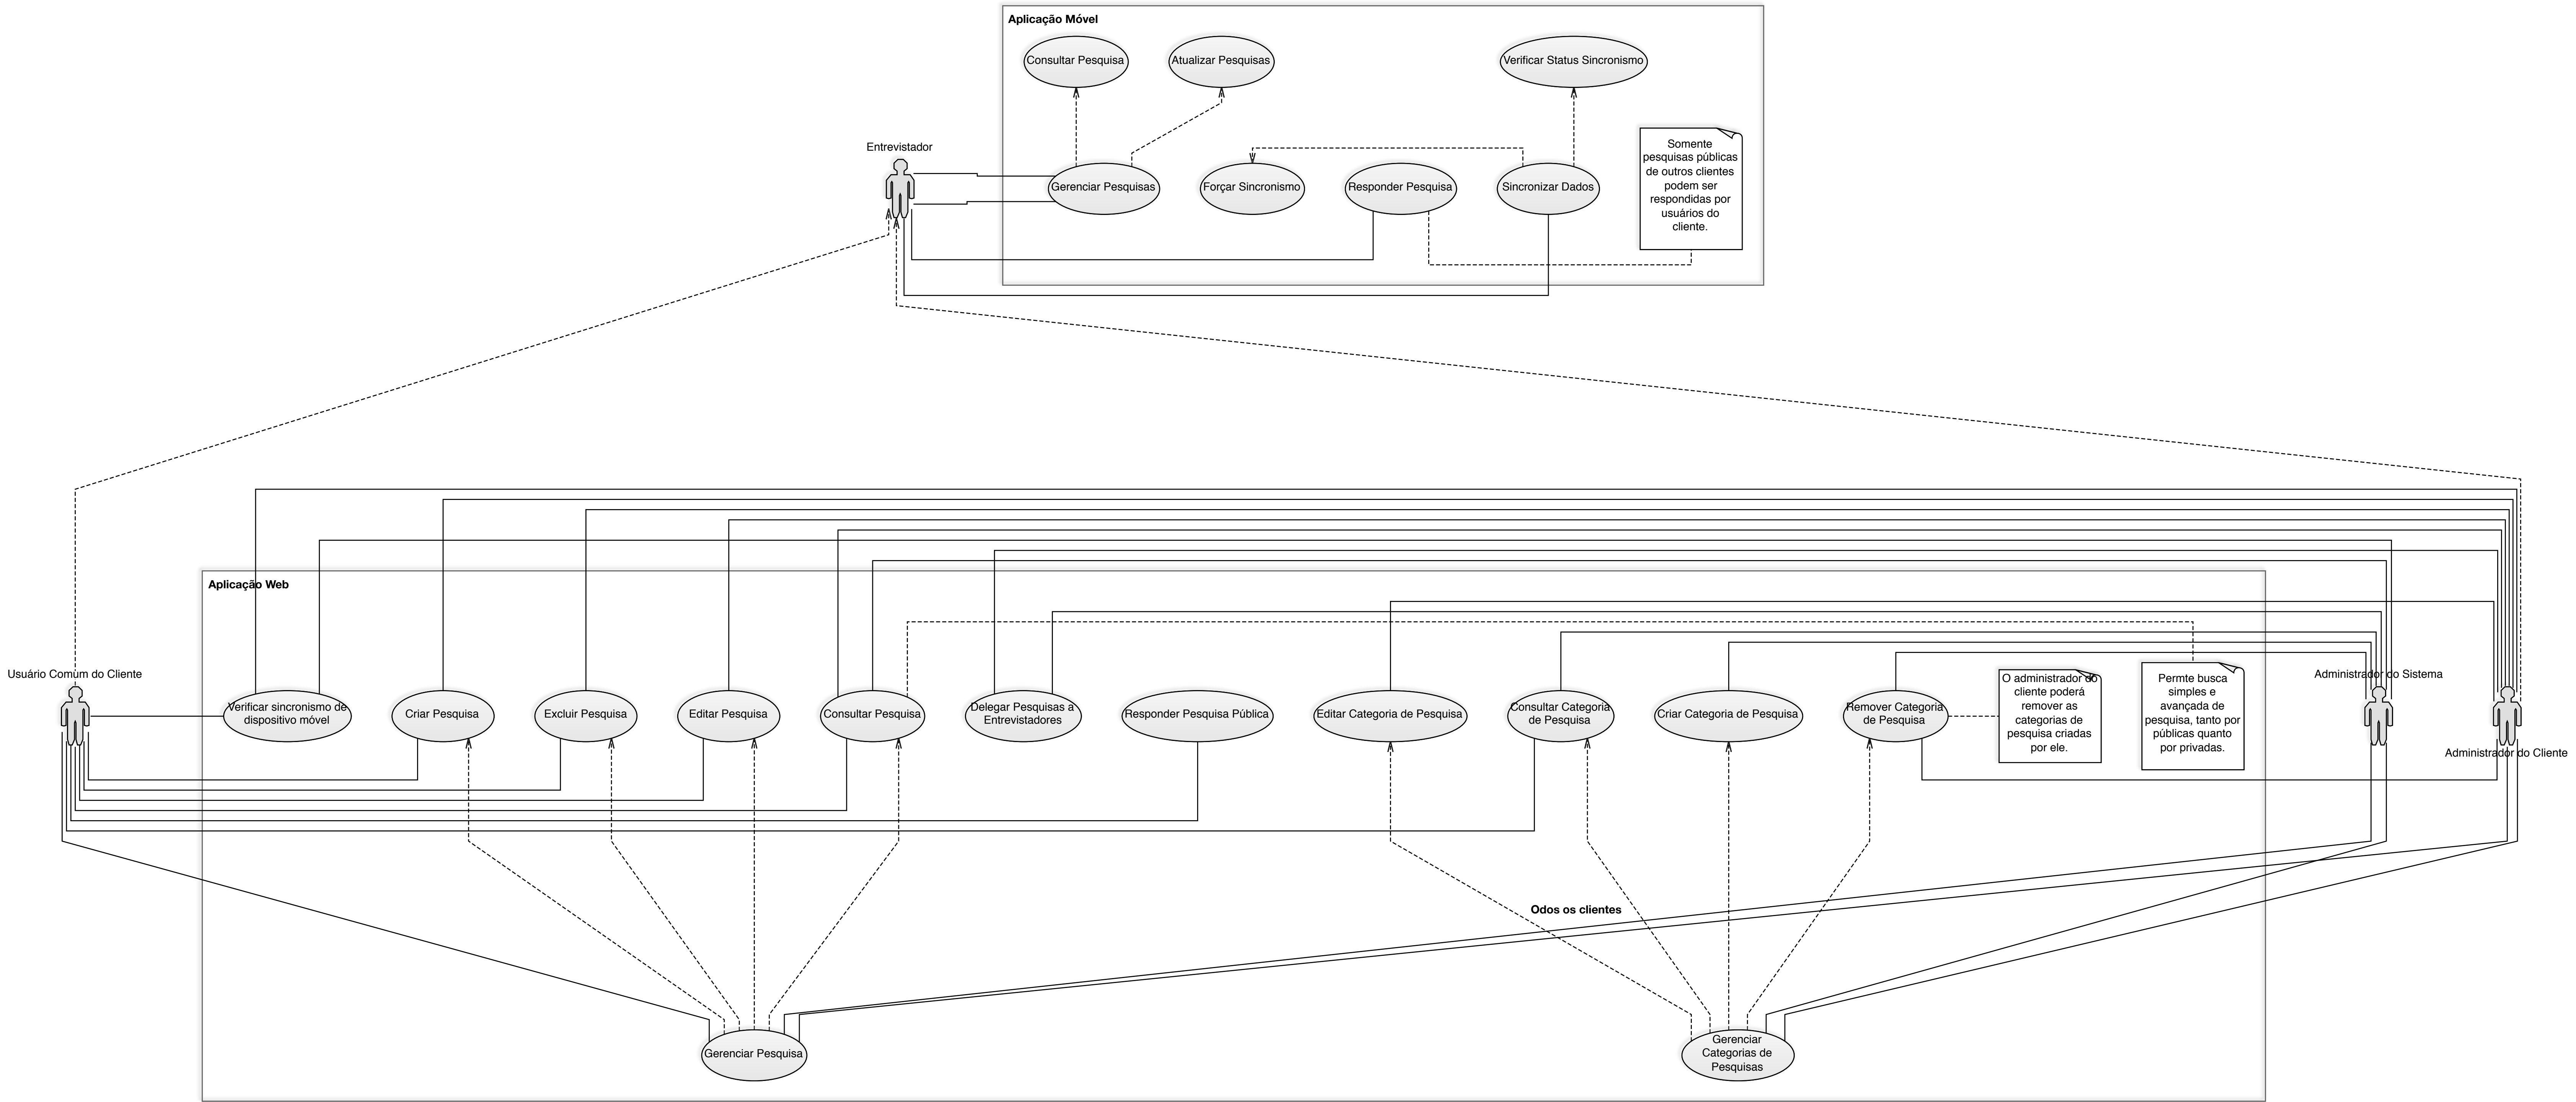 Aplicação Móvel
Consultar Pesquisa
Atualizar Pesquisas
Verificar Status Sincronismo
Entrevistador
Gerenciar Pesquisas
Forçar Sincronismo
Responder Pesquisa
Sincronizar Dados
Somente
pesquisas públicas
de outros clientes
podem ser
respondidas por
usuários do
cliente.
Aplicação Web
Usuário Comum do Cliente
Verificar sincronismo de
dispositivo móvel
Criar Pesquisa
Excluir Pesquisa
Editar Pesquisa
Consultar Pesquisa
Delegar Pesquisas a
Entrevistadores
Responder Pesquisa Pública
Editar Categoria de Pesquisa
Consultar Categoria
de Pesquisa
Criar Categoria de Pesquisa
Remover Categoria
de Pesquisa
O administrador do
cliente poderá
remover as
categorias de
pesquisa criadas
por ele.
Permte busca
simples e
avançada de
pesquisa, tanto por
públicas quanto
por privadas.
Administrador do Sistema
Administrador do Cliente
Odos os clientes
Gerenciar Pesquisa
Gerenciar
Categorias de
Pesquisas